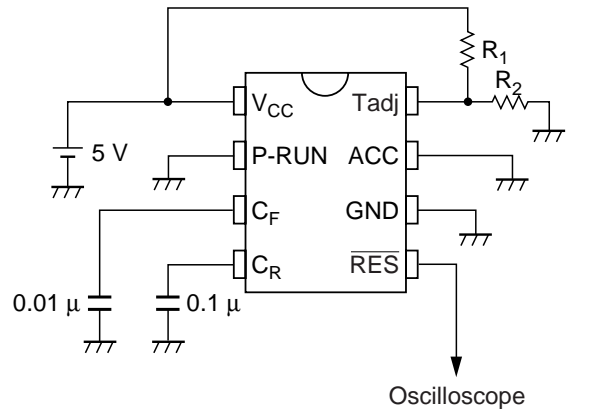 R1
R2
VCC Tadj
5 V
P-RUN ACC
CF GND
CR RES
0.01 μ 0.1 μ
Oscilloscope